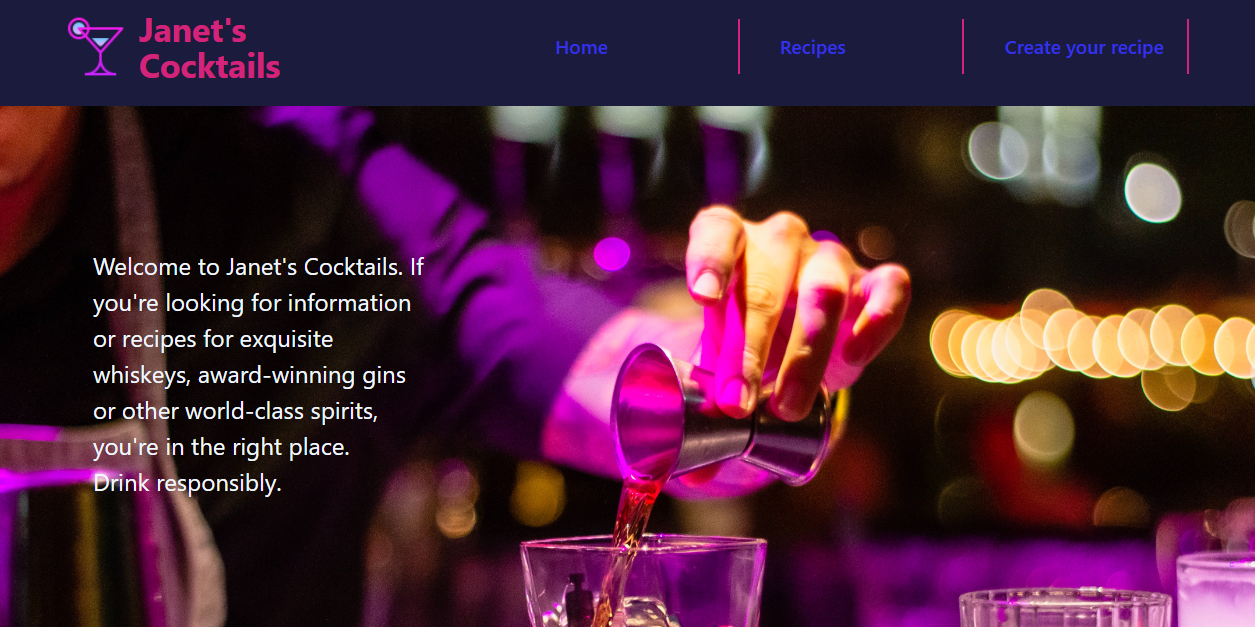 Janet's
Cocktails
Home
Recipes
Create your recipe
Welcome to Janet's Cocktails. If
you're looking for information
or recipes for exquisite
whiskeys, award-winning gins
or other world-class spirits,
you're in the right place.
Drink responsibly.